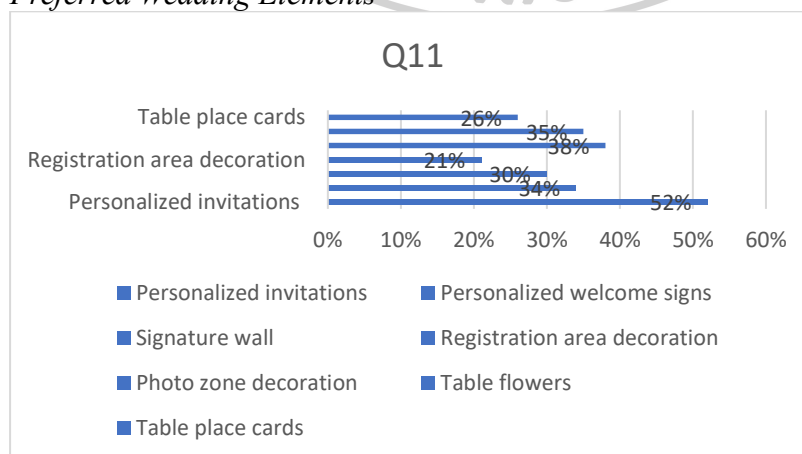 Preferred Wedding Elements
Q11
Table place cards
26%
35%
38%
Registration area decoration
21%
30%
34%
Personalized invitations
52%
0% 10% 20% 30% 40% 50% 60%
Personalized invitations Personalized welcome signs
Signature wall Registration area decoration
Photo zone decoration Table flowers
Table place cards